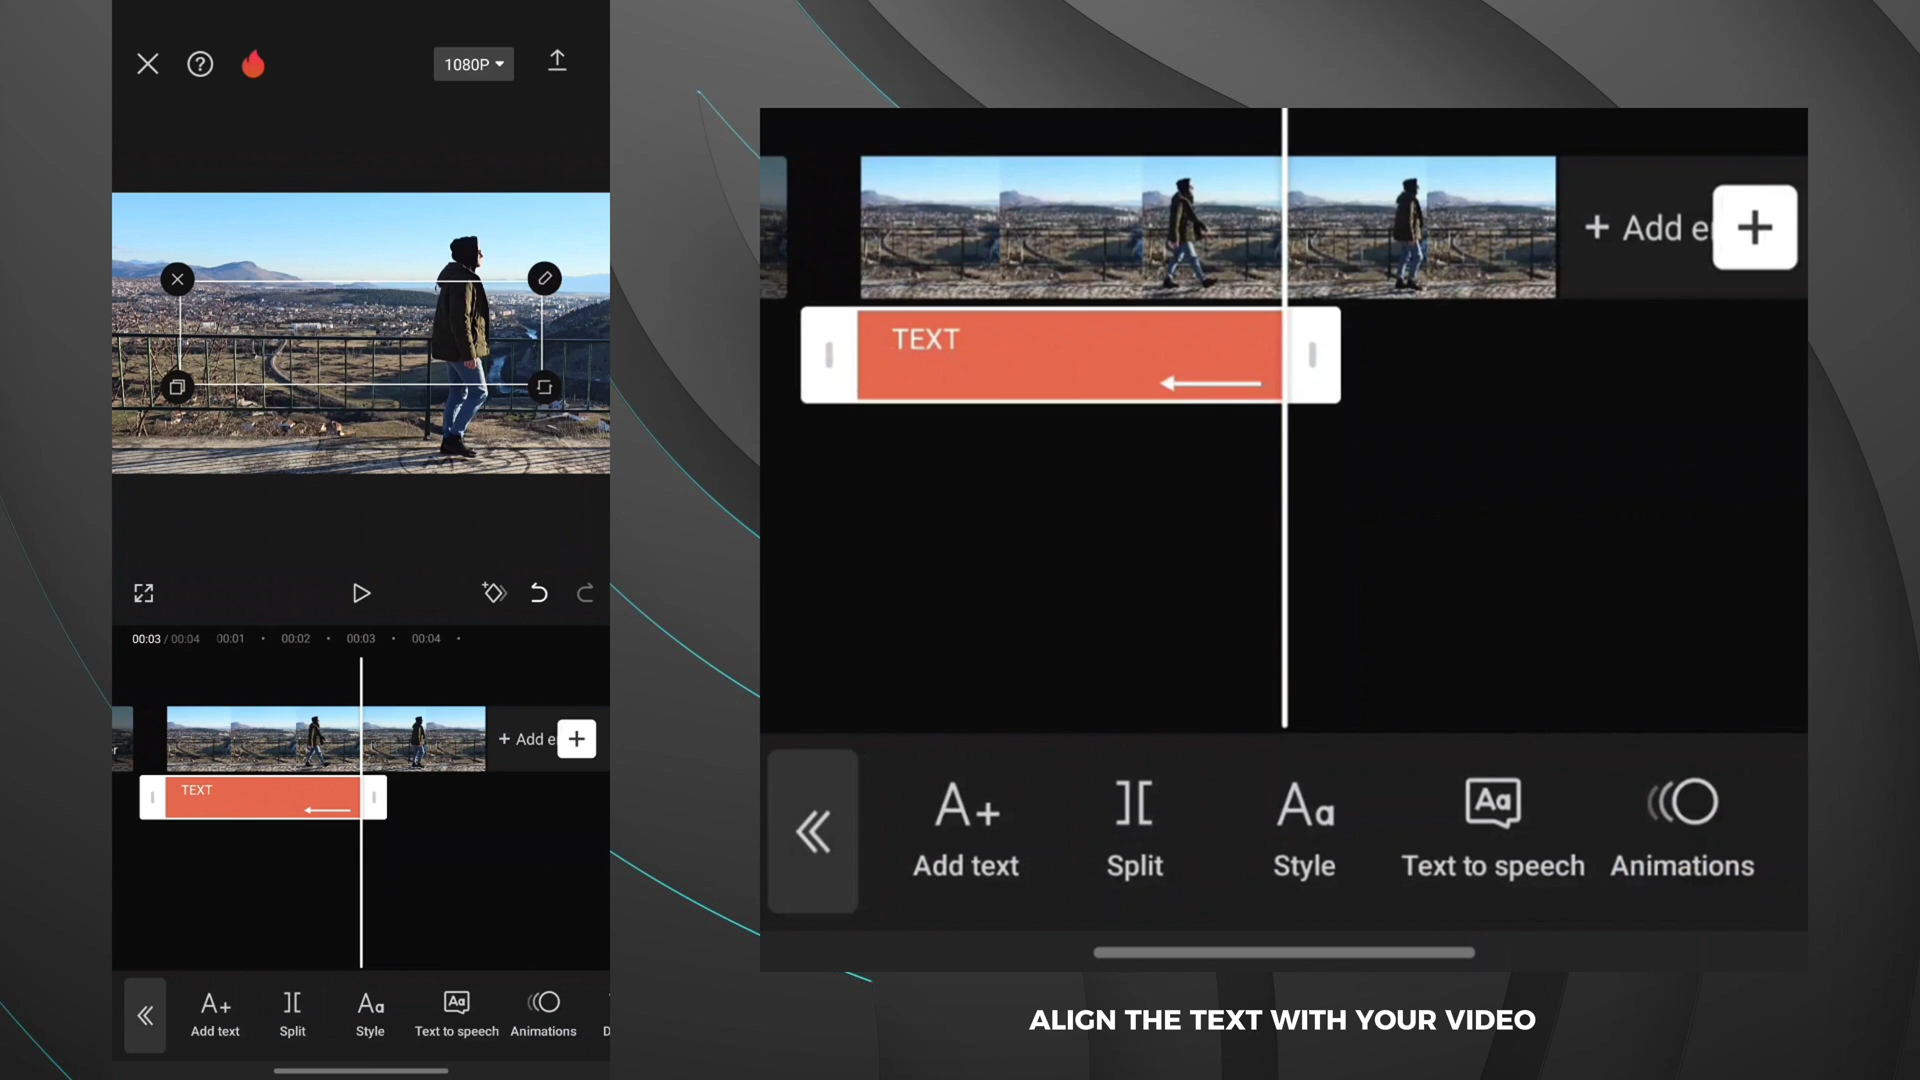 1080P
00:03 / 00:04
00:01
00:02
00:03
00:04
+ Add e
TEXT
Add text
Split
Style
Text to speech
Animations
D
+ Add e
TEXT
Add text
Split
Style
Text to speech
Animations
ALIGN THE TEXT WITH YOUR VIDEO